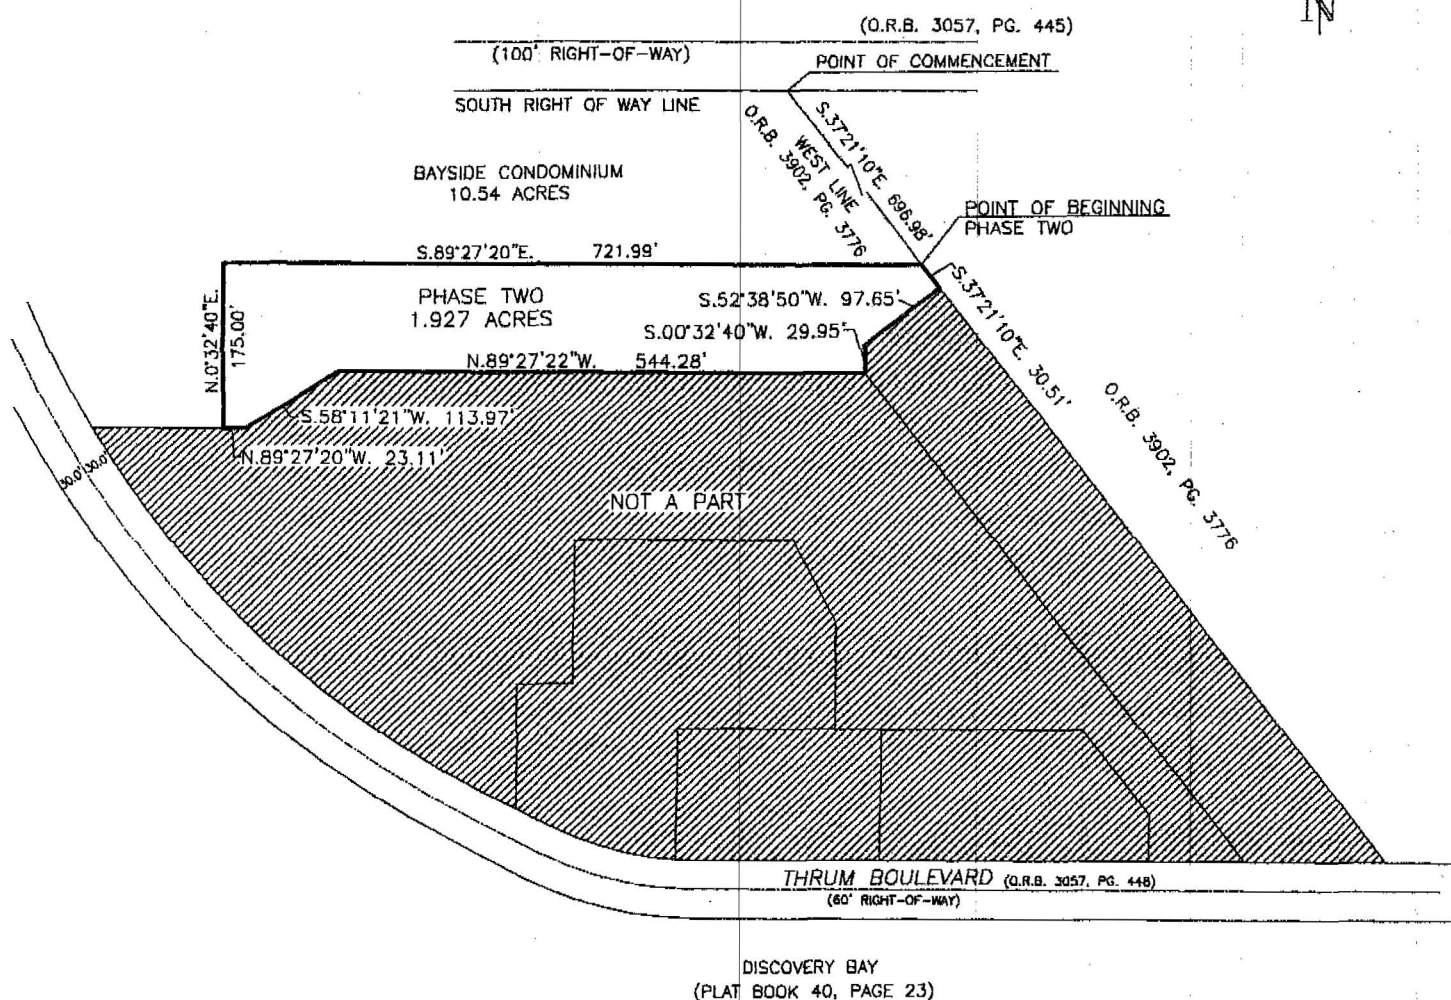 N
(O.R.B. 3057, PG. 445)
(100' RIGHT-OF-WAY)
POINT OF COMMENCEMENT
SOUTH RIGHT OF WAY LINE
S.37°21'10"E. 696.98'
WEST LINE
O.R.B. 3902, PG. 3776
BAYSIDE CONDOMINIUM
10.54 ACRES
POINT OF BEGINNING
PHASE TWO
S.89°27'20"E. 721.99'
S.37°21'10"E. 30.51'
PHASE TWO
1.927 ACRES
N.0°32'40"E.
175.00'
S.52°38'50"W. 97.65'
S.00°32'40"W. 29.95'
N.89°27'22"W. 544.28'
O.R.B. 3902, PG. 3776
S.58°11'21"W. 113.97'
N.89°27'20"W. 23.11'
30.0' 30.0'
NOT A PART
THRUM BOULEVARD (O.R.B. 3057, PG. 448)
(60' RIGHT-OF-WAY)
DISCOVERY BAY
(PLAT BOOK 40, PAGE 23)